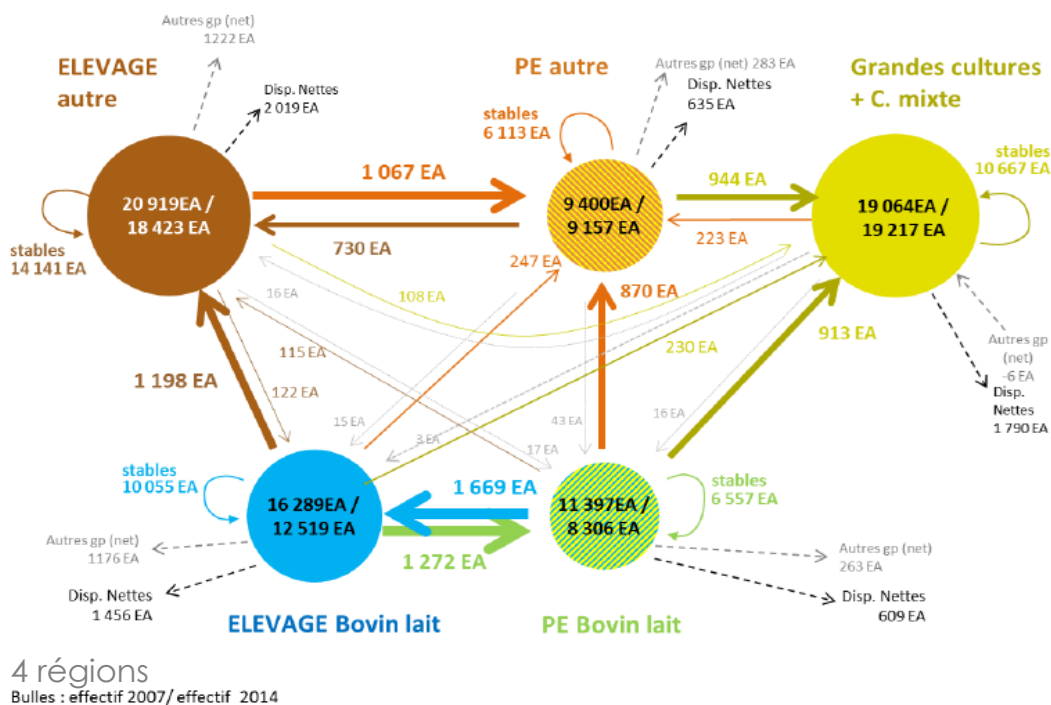 Autres gp (net)
1222 EA
ELEVAGE
autre
Disp. Nettes
2 019 EA
PE autre
Autres gp (net) 283 EA
Disp. Nettes
635 EA
Grandes cultures
+ C. mixte
stables
6 113 EA
stables
10 667 EA
1 067 EA
944 EA
20 919EA /
18 423 EA
9 400EA /
9 157 EA
19 064EA /
19 217 EA
stables
14 141 EA
730 EA
223 EA
247 EA
16 EA
108 EA
870 EA
230 EA
913 EA
Autres gp
(net)
-6 EA
Disp.
Nettes
1 790 EA
115 EA
1 198 EA
122 EA
15 EA
3 EA
43 EA
17 EA
16 EA
stables
10 055 EA
16 289EA /
12 519 EA
1 669 EA
11 397EA /
8 306 EA
stables
6 557 EA
1 272 EA
Autres gp (net)
1176 EA
Autres gp (net)
263 EA
Disp. Nettes
1 456 EA
Disp. Nettes
609 EA
ELEVAGE Bovin lait
PE Bovin lait
4 régions
Bulles : effectif 2007/ effectif 2014